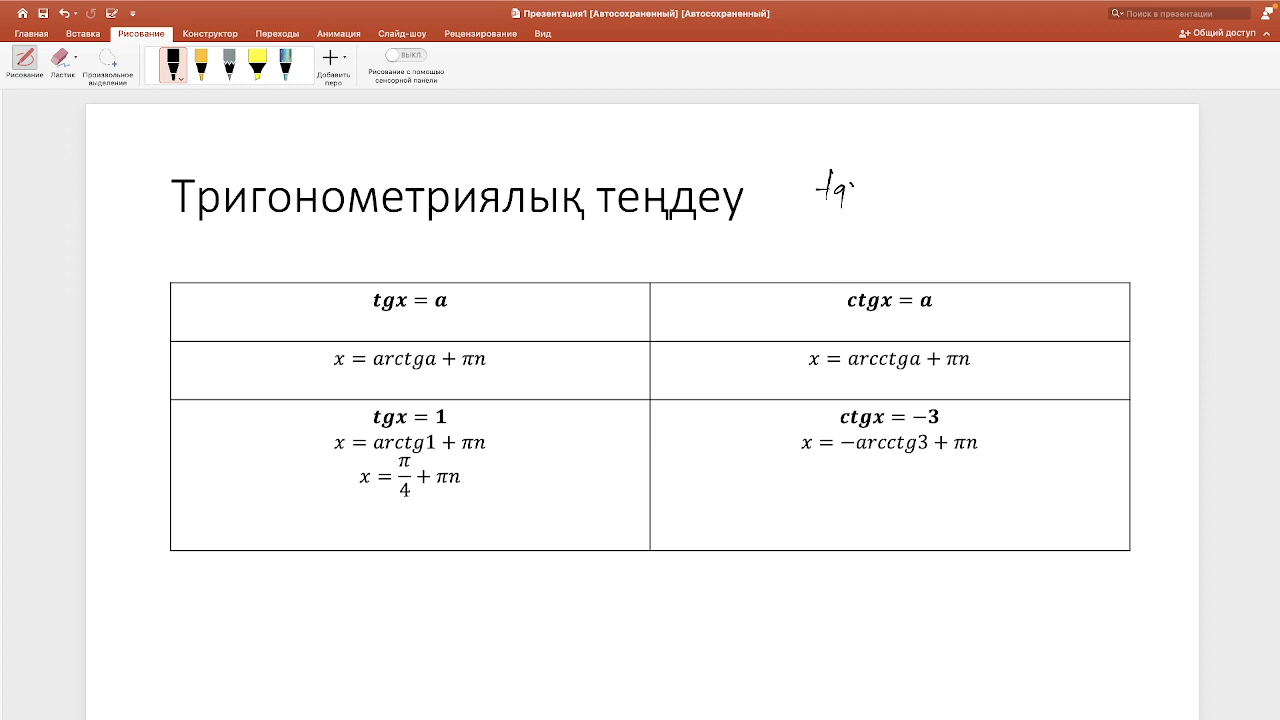 Презентация1 [Автосохраненный] [Автосохраненный]
Поиск в презентации
Главная Вставка Рисование Конструктор Переходы Анимация Слайд-шоу Рецензирование Вид Общий доступ
ВЫКЛ.
Рисование Ластик Произвольное выделение Добавить перо Рисование с помощью сенсорной панели
Тригонометриялық теңдеу tg
tgx = a ctgx = a
x = arctga + πn x = arcctga + πn
tgx = 1 ctgx = −3
x = arctg1 + πn x = −arcctg3 + πn
x = π/4 + πn